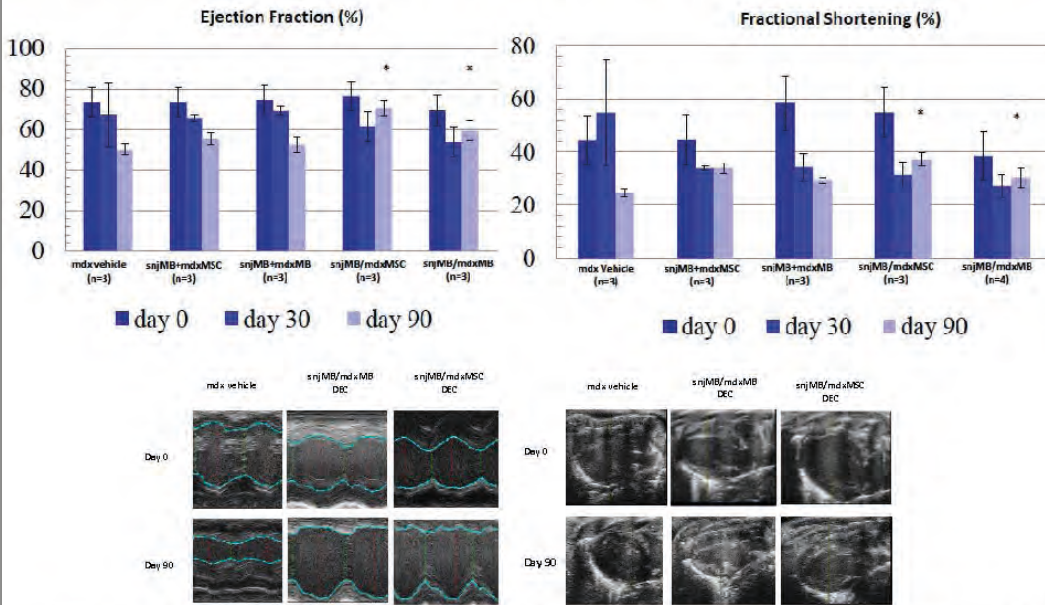 Ejection Fraction (%)
100
80
60
40
20
0
*
*
mdx vehicle
(n=3)
snjMB+mdxMSC
(n=3)
snjMB+mdxMB
(n=3)
snjMB/mdxMSC
(n=3)
snjMB/mdxMB
(n=3)
day 0 day 30 day 90
Fractional Shortening (%)
80
60
40
20
0
*
*
mdx Vehicle
(n=3)
snjMB+mdxMSC
(n=3)
snjMB+mdxMB
(n=3)
snjMB/mdxMSC
(n=3)
snjMB/mdxMB
(n=4)
day 0 day 30 day 90
mdx vehicle
snjMB/mdxMB
DEC
snjMB/mdxMSC
DEC
Day 0
Day 90
mdx vehicle
snjMB/mdxMB
DEC
snjMB/mdxMSC
DEC
Day 0
Day 90